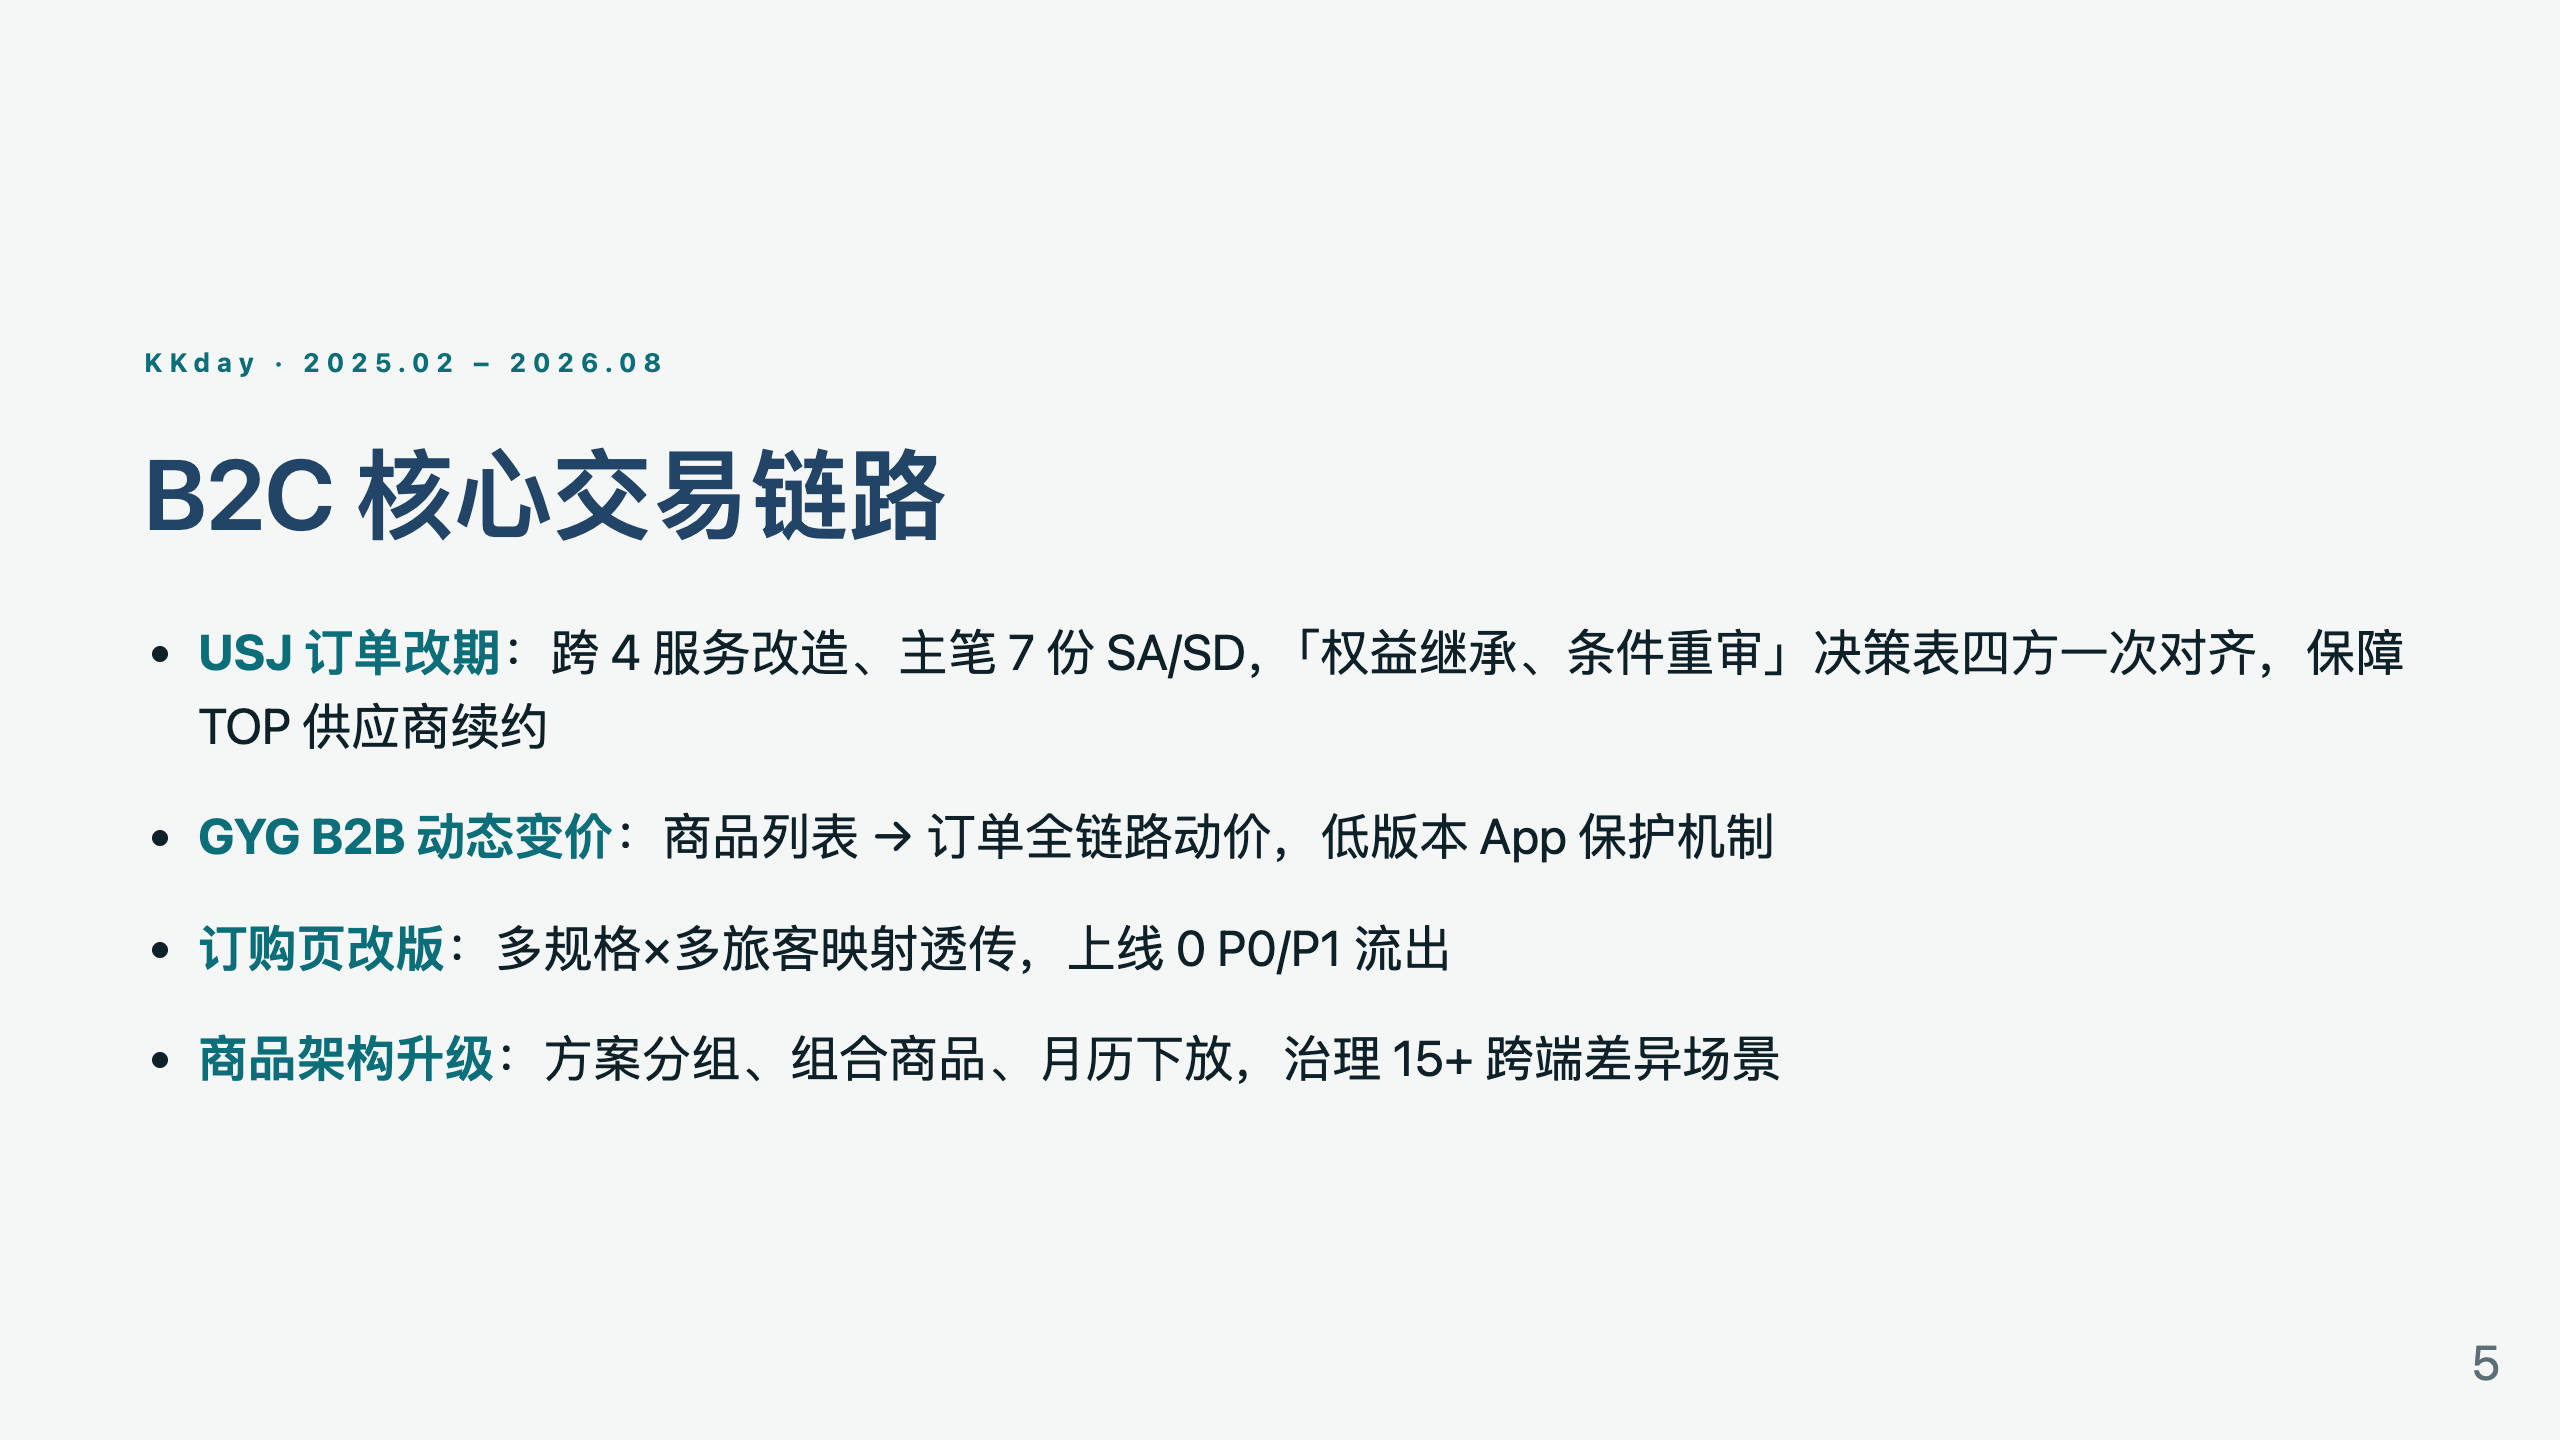 KKday · 2025.02 – 2026.08
B2C 核心交易链路
• USJ 订单改期：跨 4 服务改造、主笔 7 份 SA/SD，「权益继承、条件重审」决策表四方一次对齐，保障
TOP 供应商续约
• GYG B2B 动态变价：商品列表 → 订单全链路动价，低版本 App 保护机制
• 订购页改版：多规格×多旅客映射透传，上线 0 P0/P1 流出
• 商品架构升级：方案分组、组合商品、月历下放，治理 15+ 跨端差异场景
5